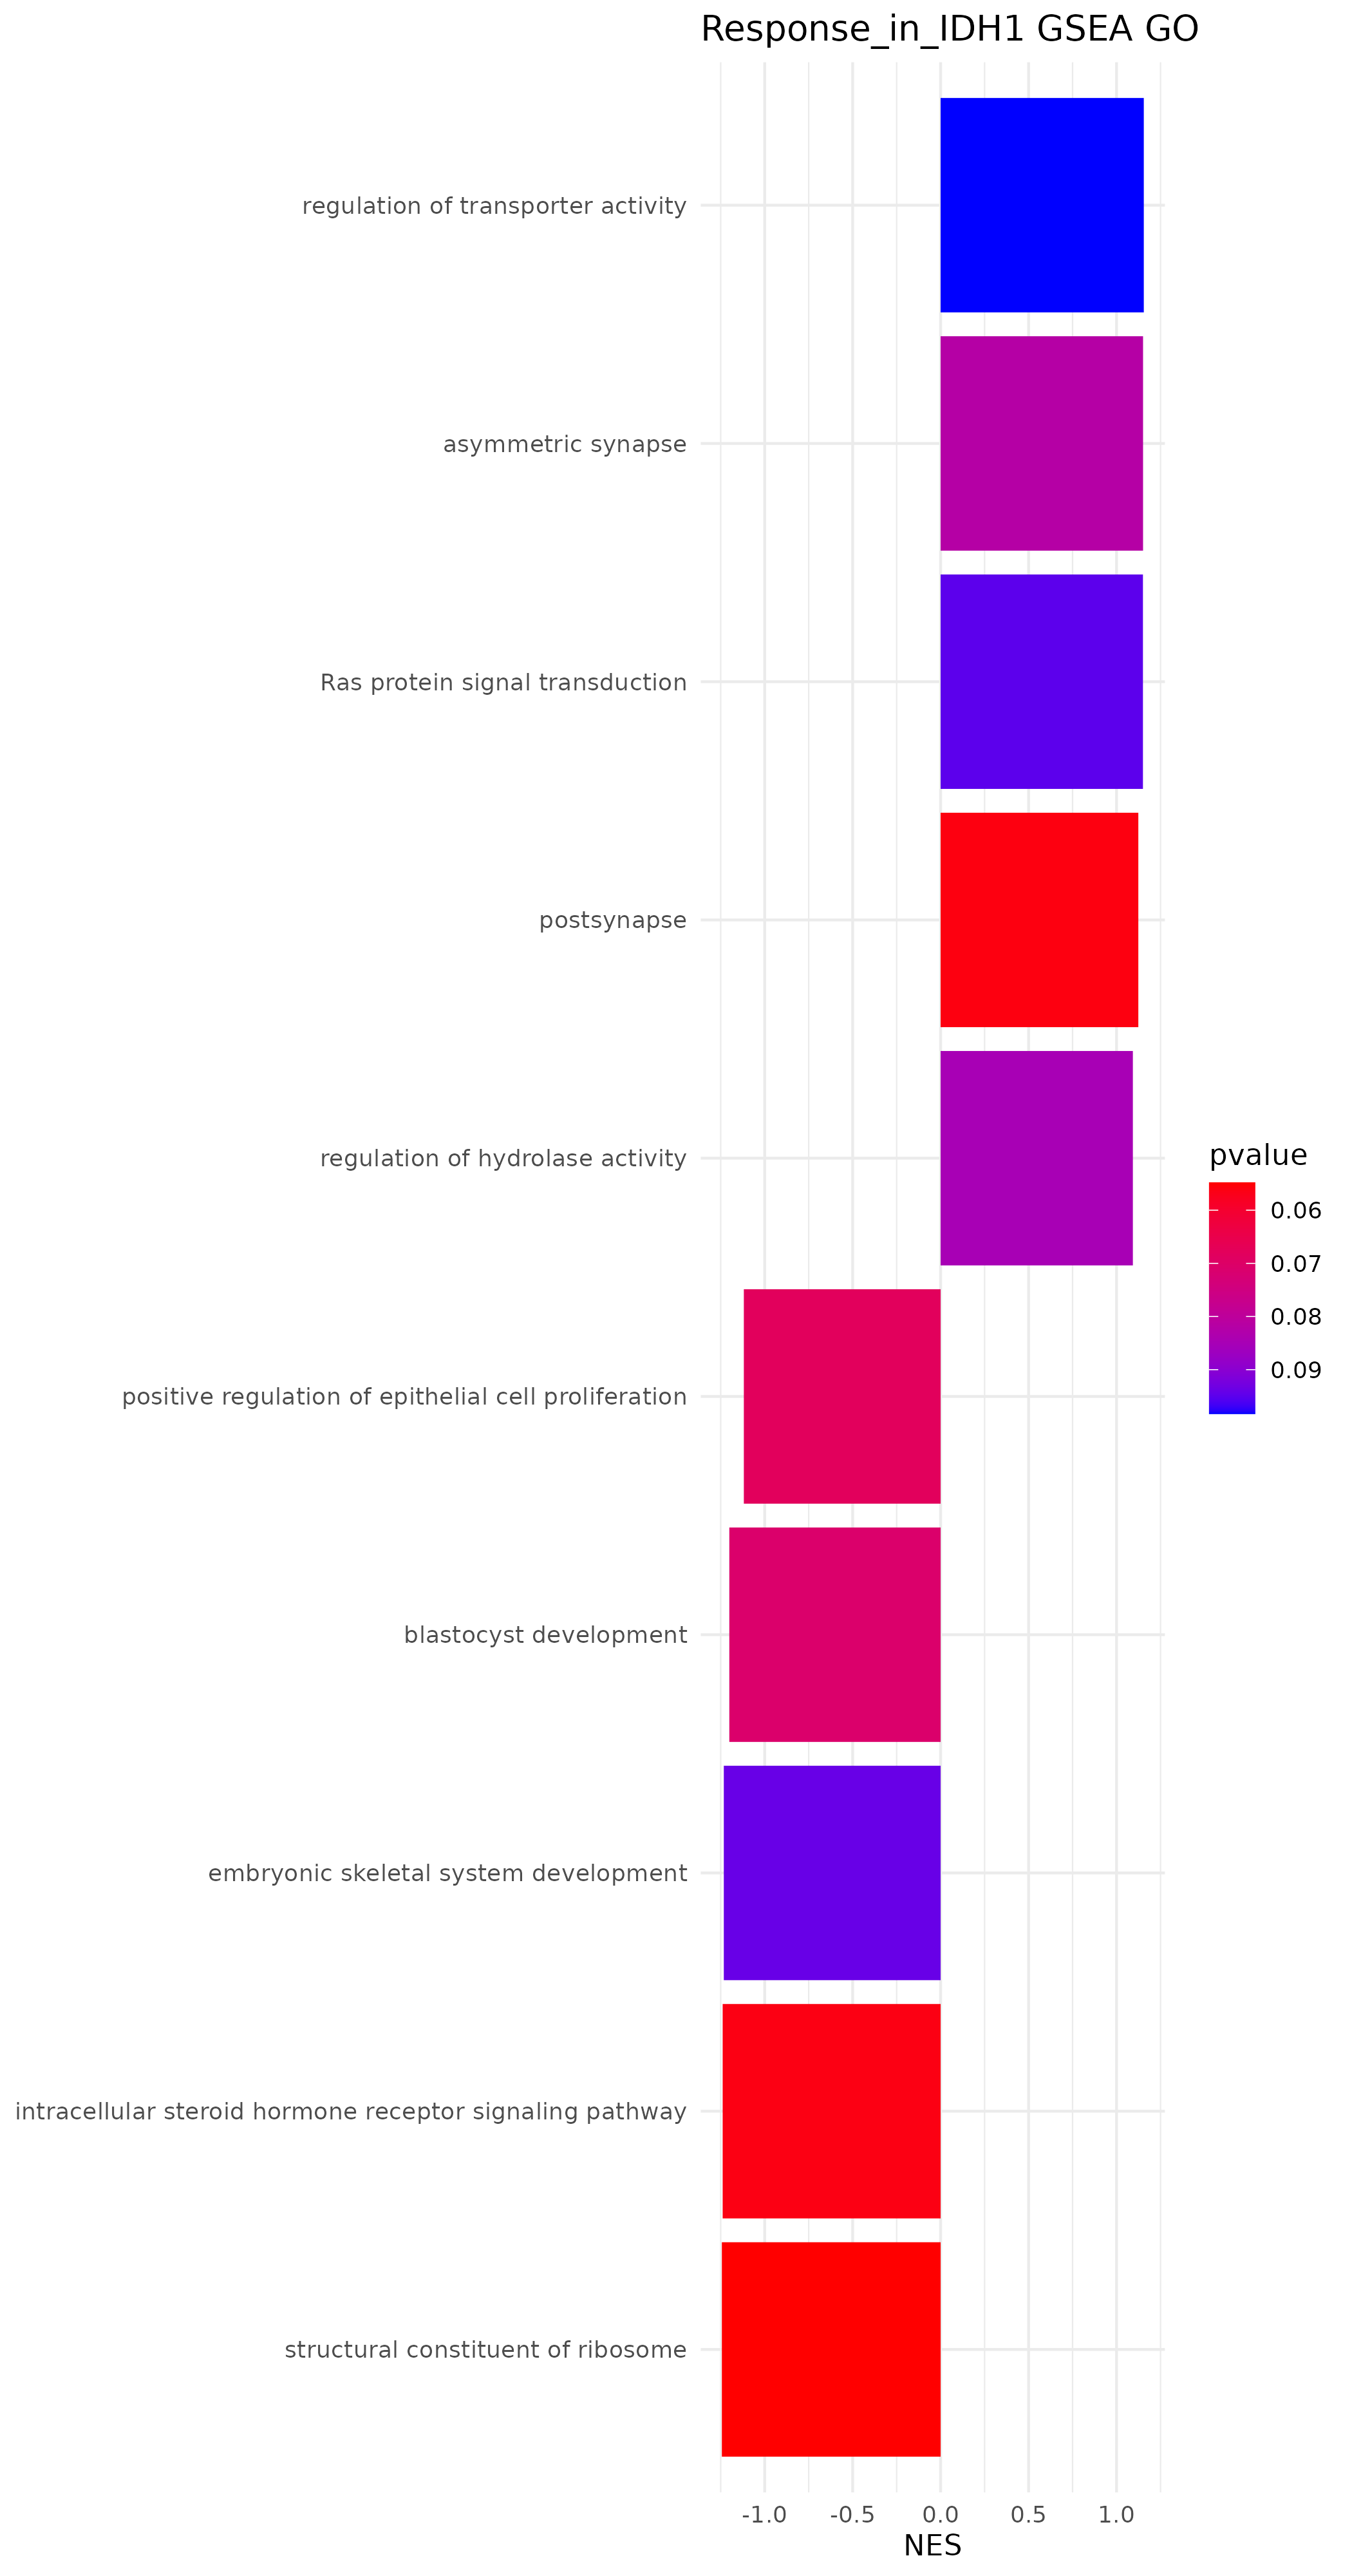 Response_in_IDH1 GSEA GO
regulation of transporter activity
asymmetric synapse
Ras protein signal transduction
postsynapse
regulation of hydrolase activity
pvalue
0.06
0.07
0.08
0.09
positive regulation of epithelial cell proliferation
blastocyst development
embryonic skeletal system development
intracellular steroid hormone receptor signaling pathway
structural constituent of ribosome
-1.0 -0.5 0.0 0.5 1.0
NES